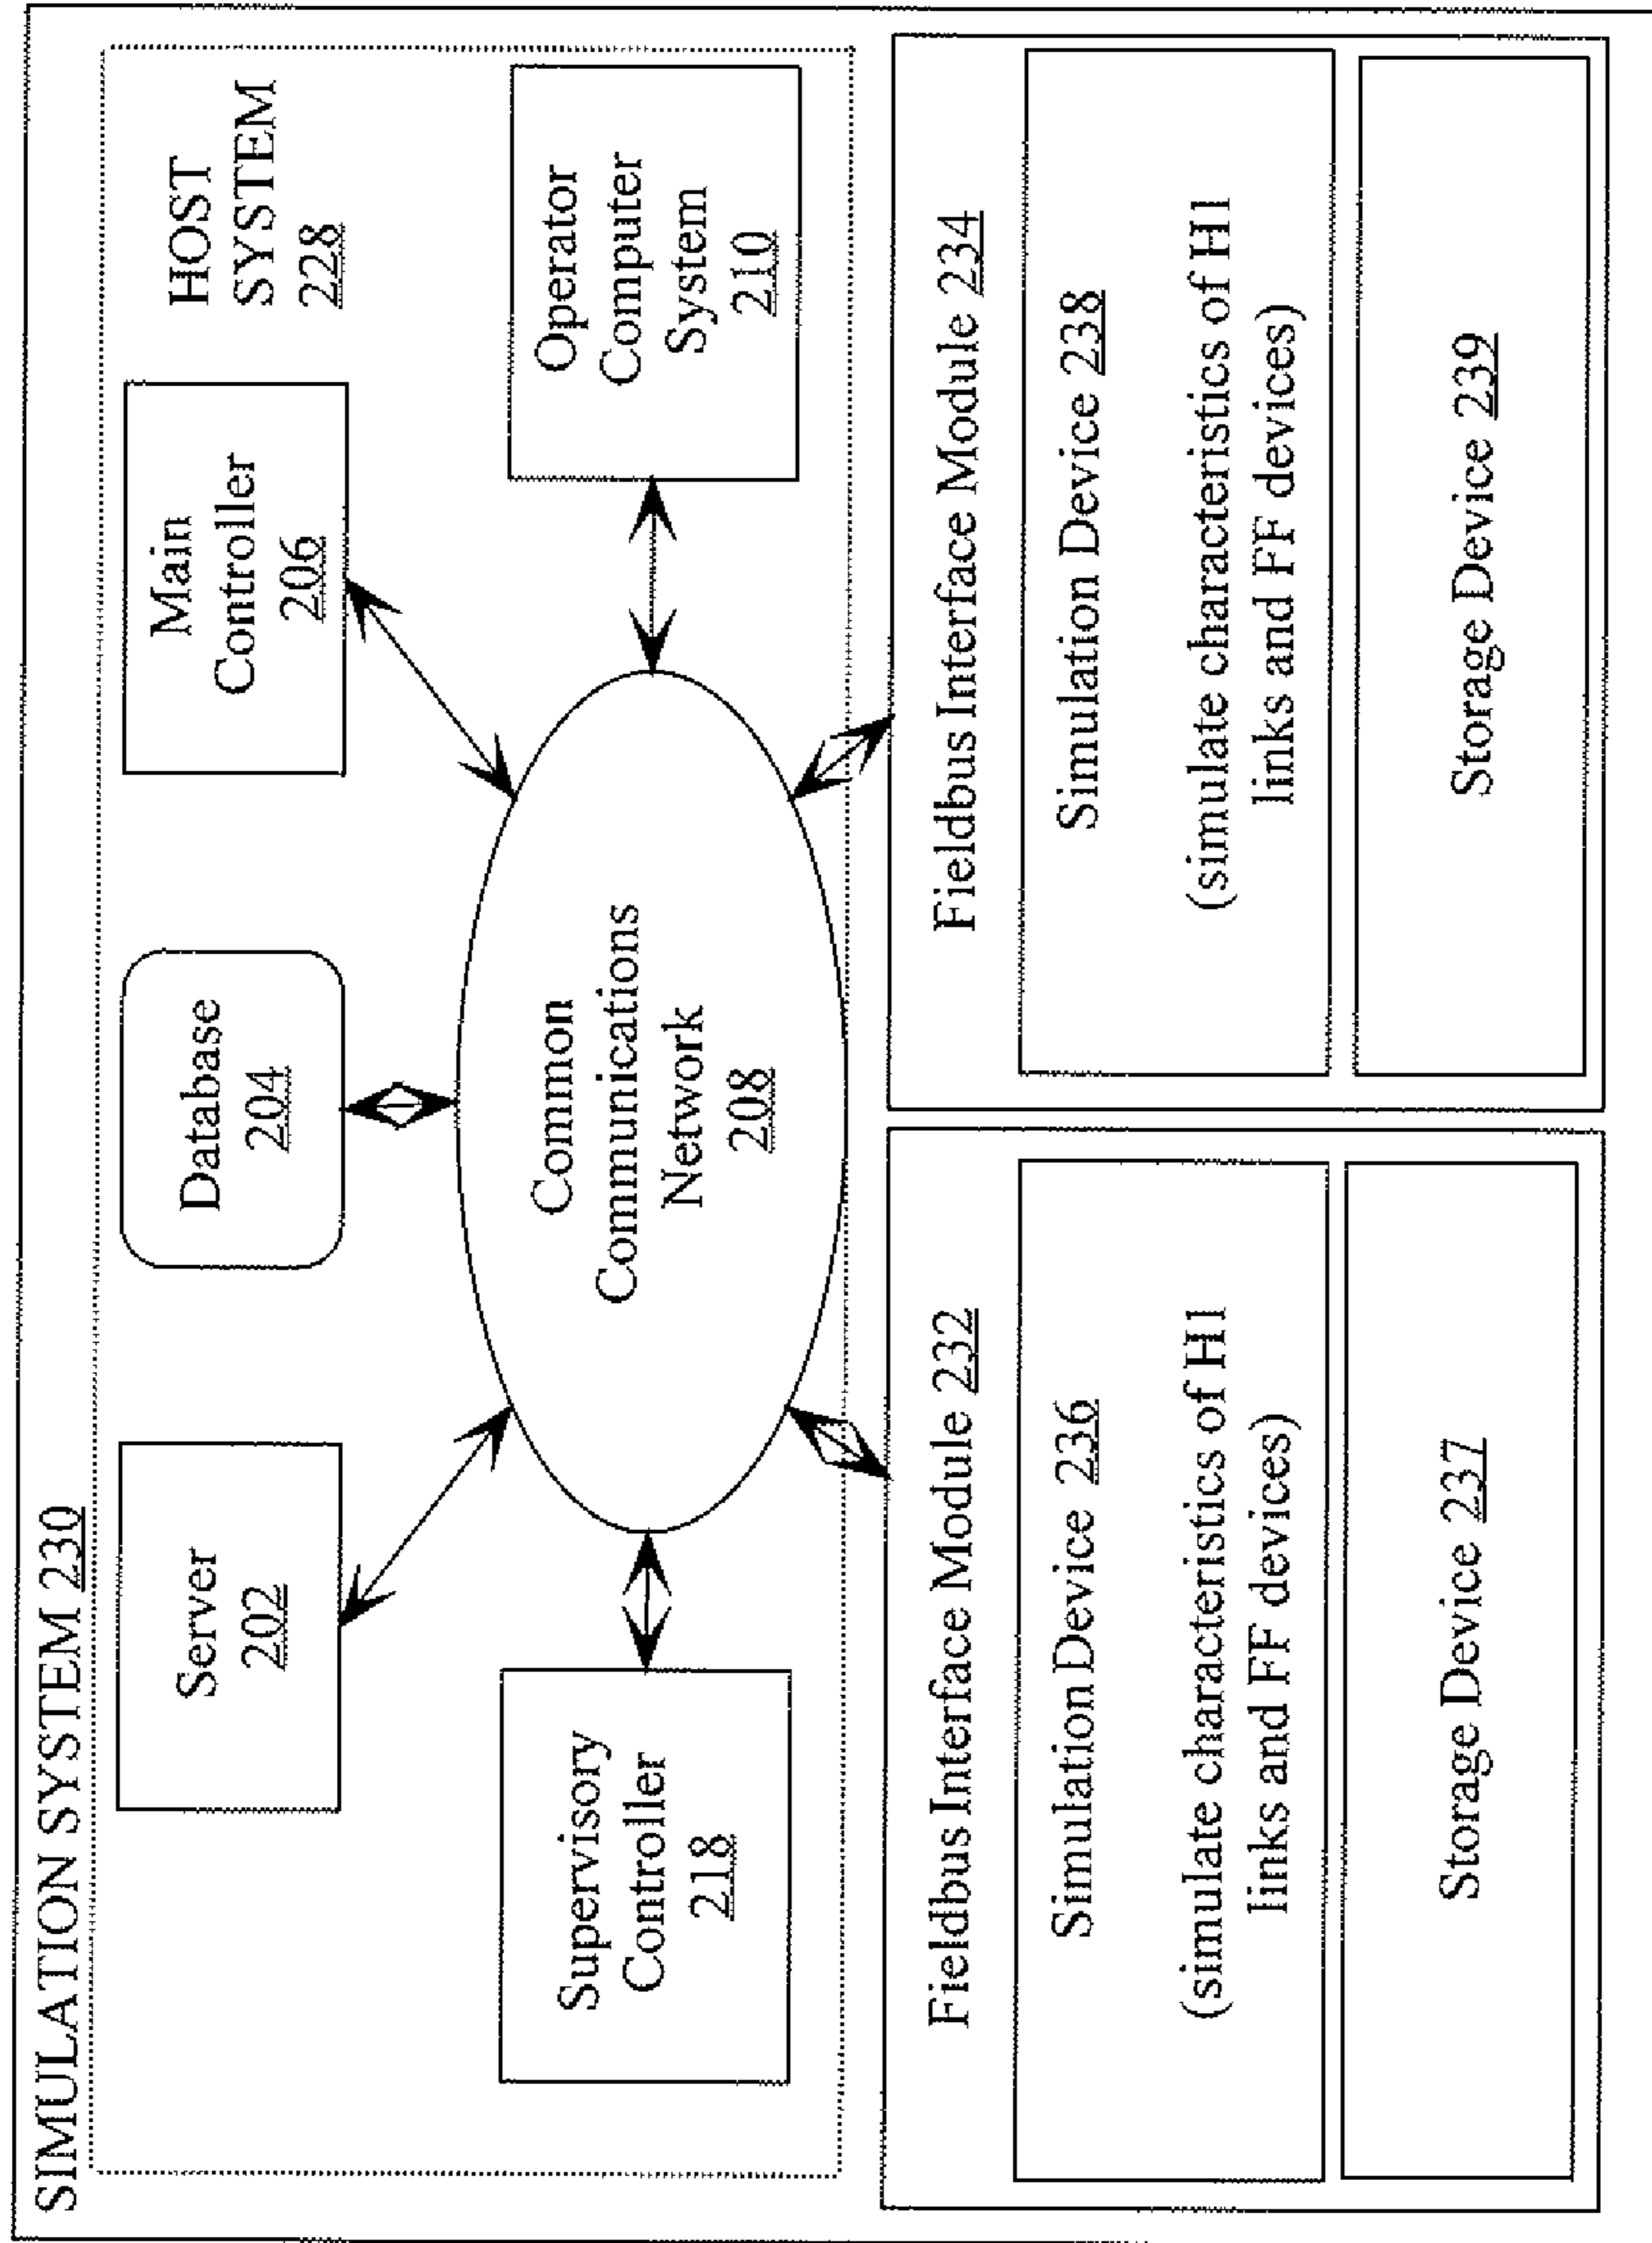 SIMULATION SYSTEM 230
HOST
SYSTEM
228
Server
202
Database
204
Main
Controller
206
Supervisory
Controller
218
Common
Communications
Network
208
Operator
Computer
System
210
Fieldbus Interface Module 232
Simulation Device 236
(simulate characteristics of H1
links and FF devices)
Storage Device 237
Fieldbus Interface Module 234
Simulation Device 238
(simulate characteristics of H1
links and FF devices)
Storage Device 239